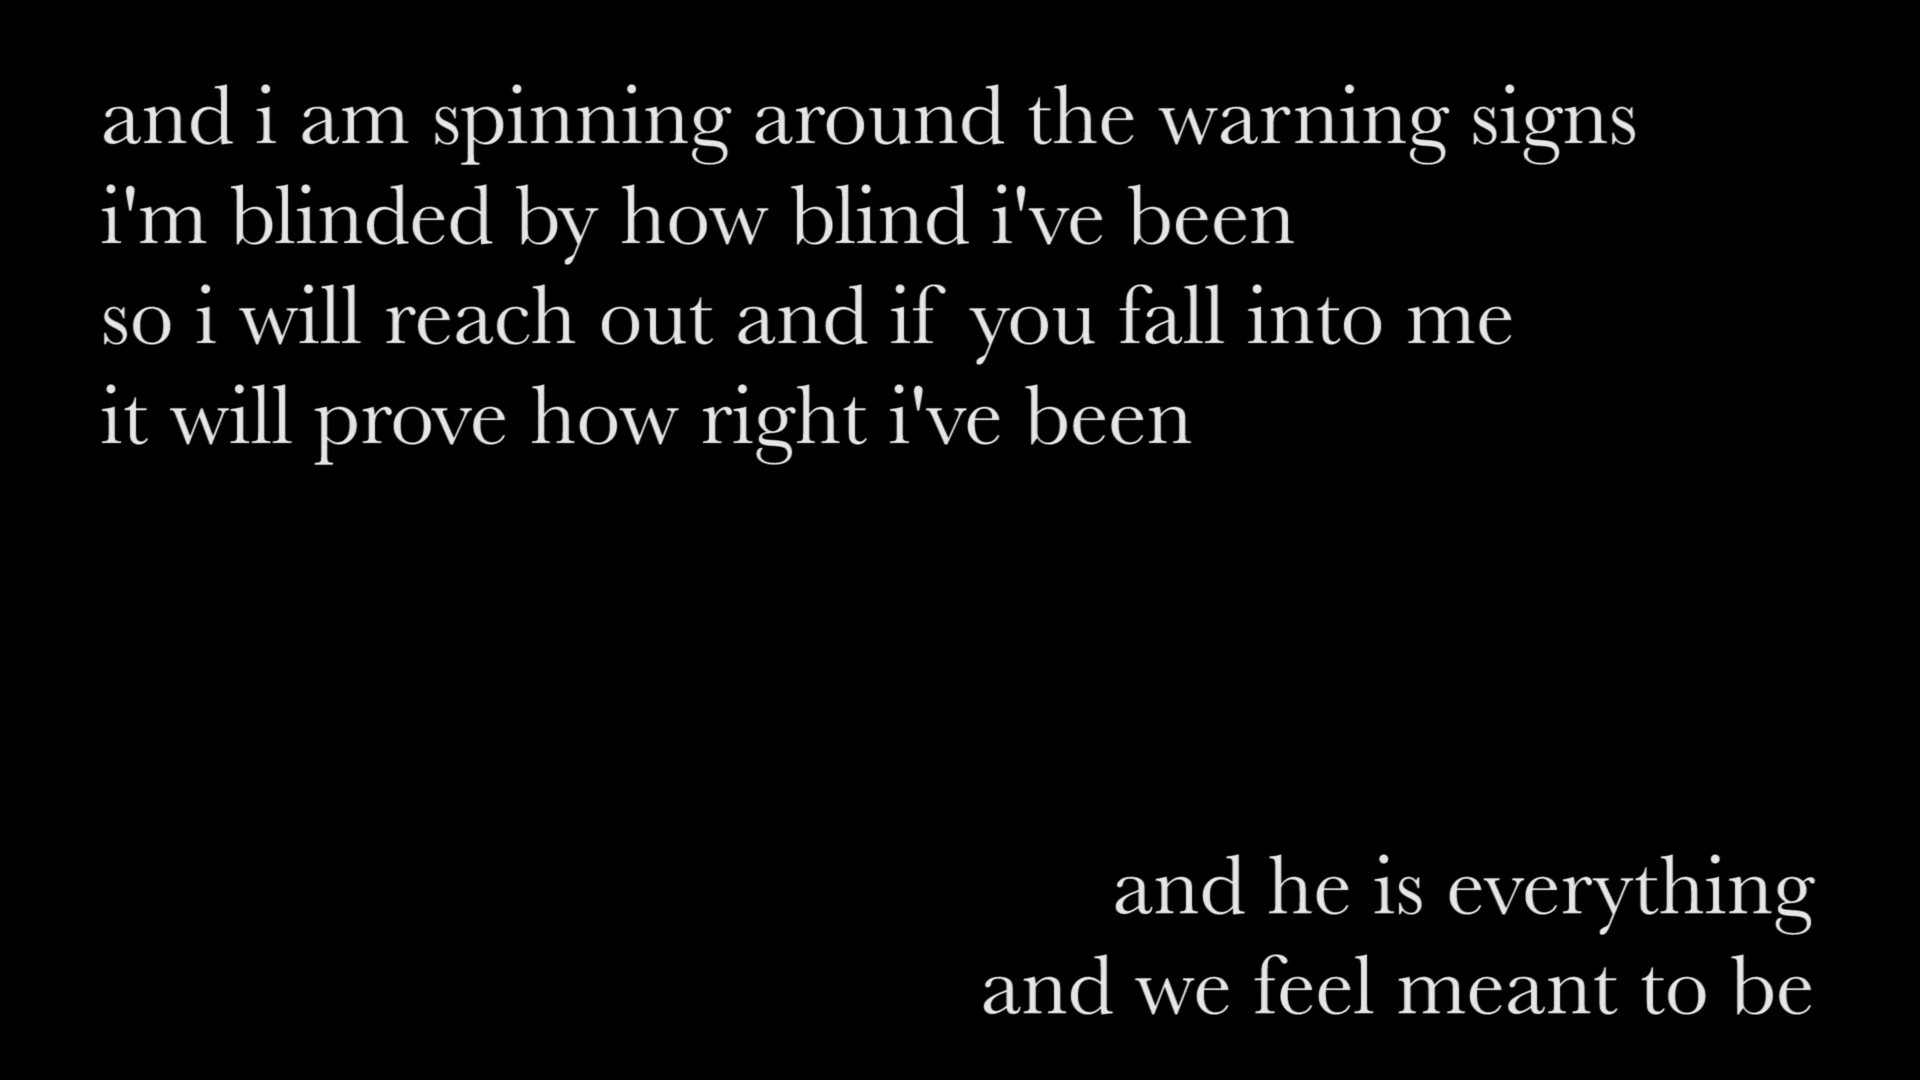 and i am spinning around the warning signs
i'm blinded by how blind i've been
so i will reach out and if you fall into me
it will prove how right i've been
and he is everything
and we feel meant to be